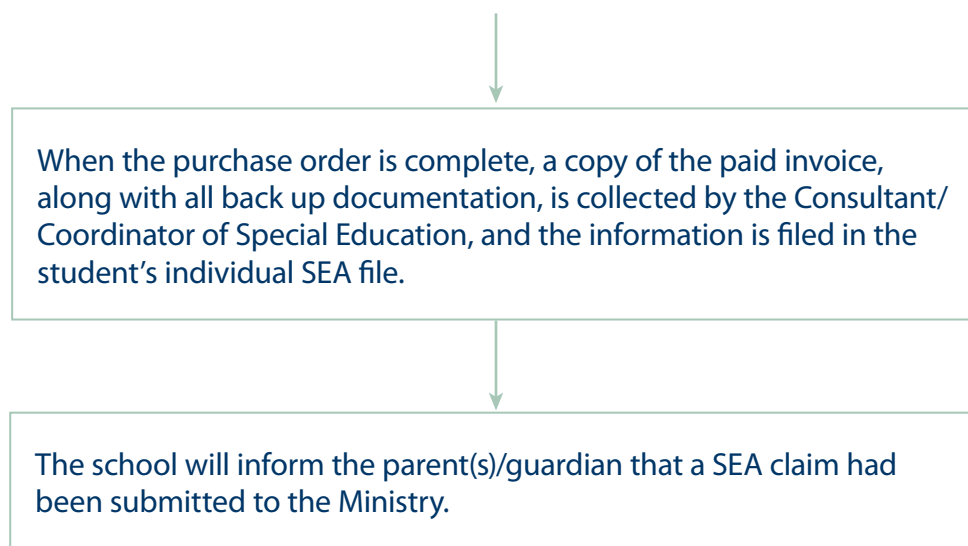 When the purchase order is complete, a copy of the paid invoice,
along with all back up documentation, is collected by the Consultant/
Coordinator of Special Education, and the information is filed in the
student’s individual SEA file.
The school will inform the parent(s)/guardian that a SEA claim had
been submitted to the Ministry.